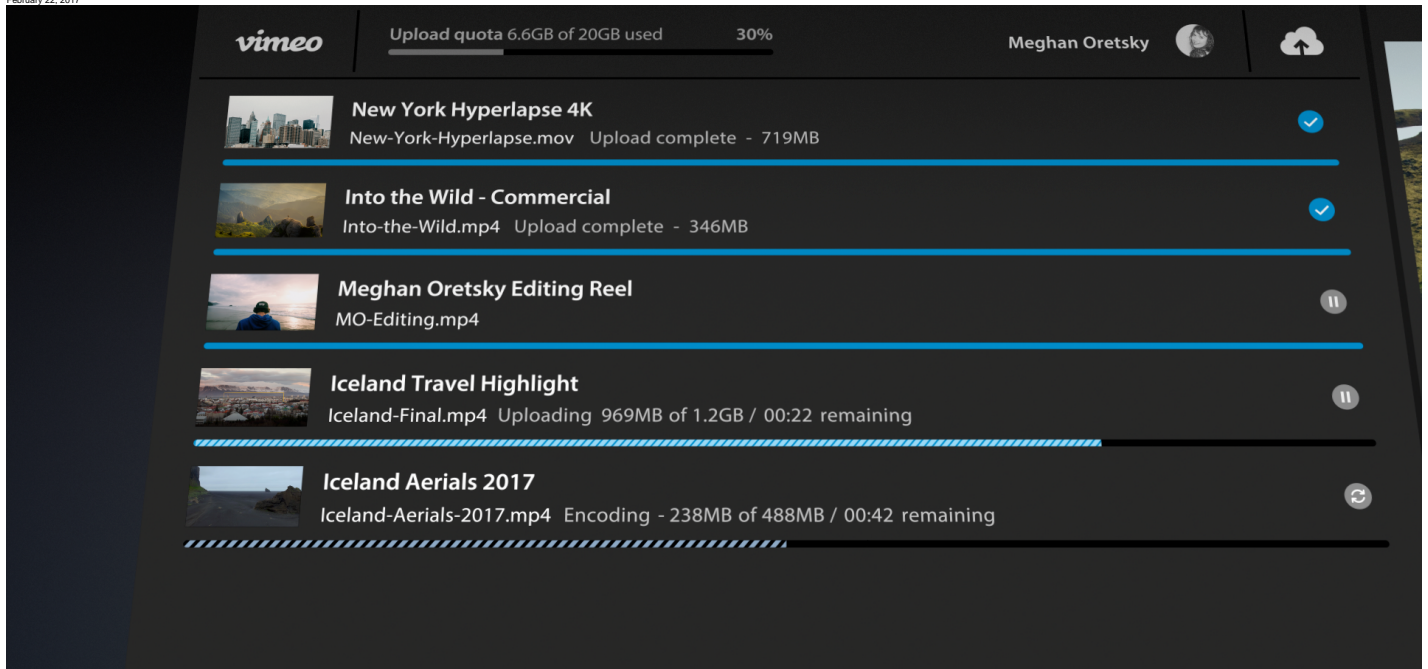 February 22, 2017
vimeo
Upload quota 6.6GB of 20GB used 30%
Meghan Oretsky
New York Hyperlapse 4K
New-York-Hyperlapse.mov Upload complete - 719MB
Into the Wild - Commercial
Into-the-Wild.mp4 Upload complete - 346MB
Meghan Oretsky Editing Reel
MO-Editing.mp4
Iceland Travel Highlight
Iceland-Final.mp4 Uploading 969MB of 1.2GB / 00:22 remaining
Iceland Aerials 2017
Iceland-Aerials-2017.mp4 Encoding - 238MB of 488MB / 00:42 remaining